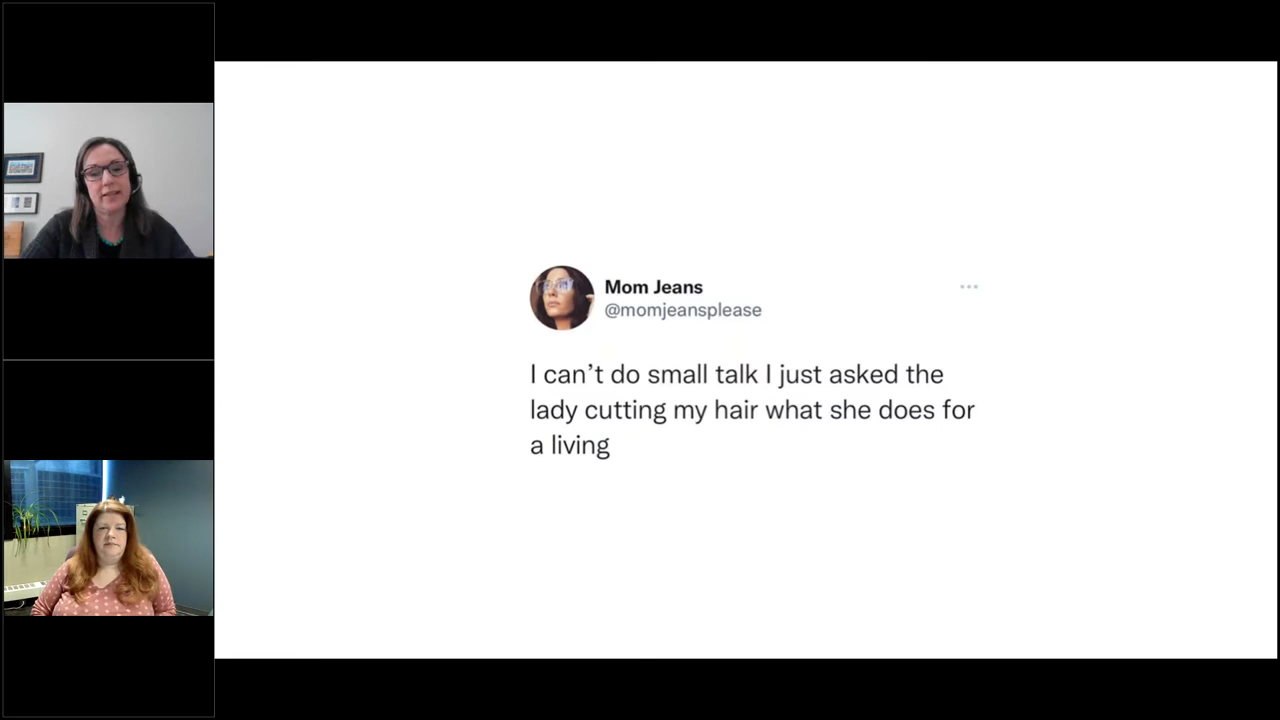 Mom Jeans
@momjeansplease
I can’t do small talk I just asked the
lady cutting my hair what she does for
a living